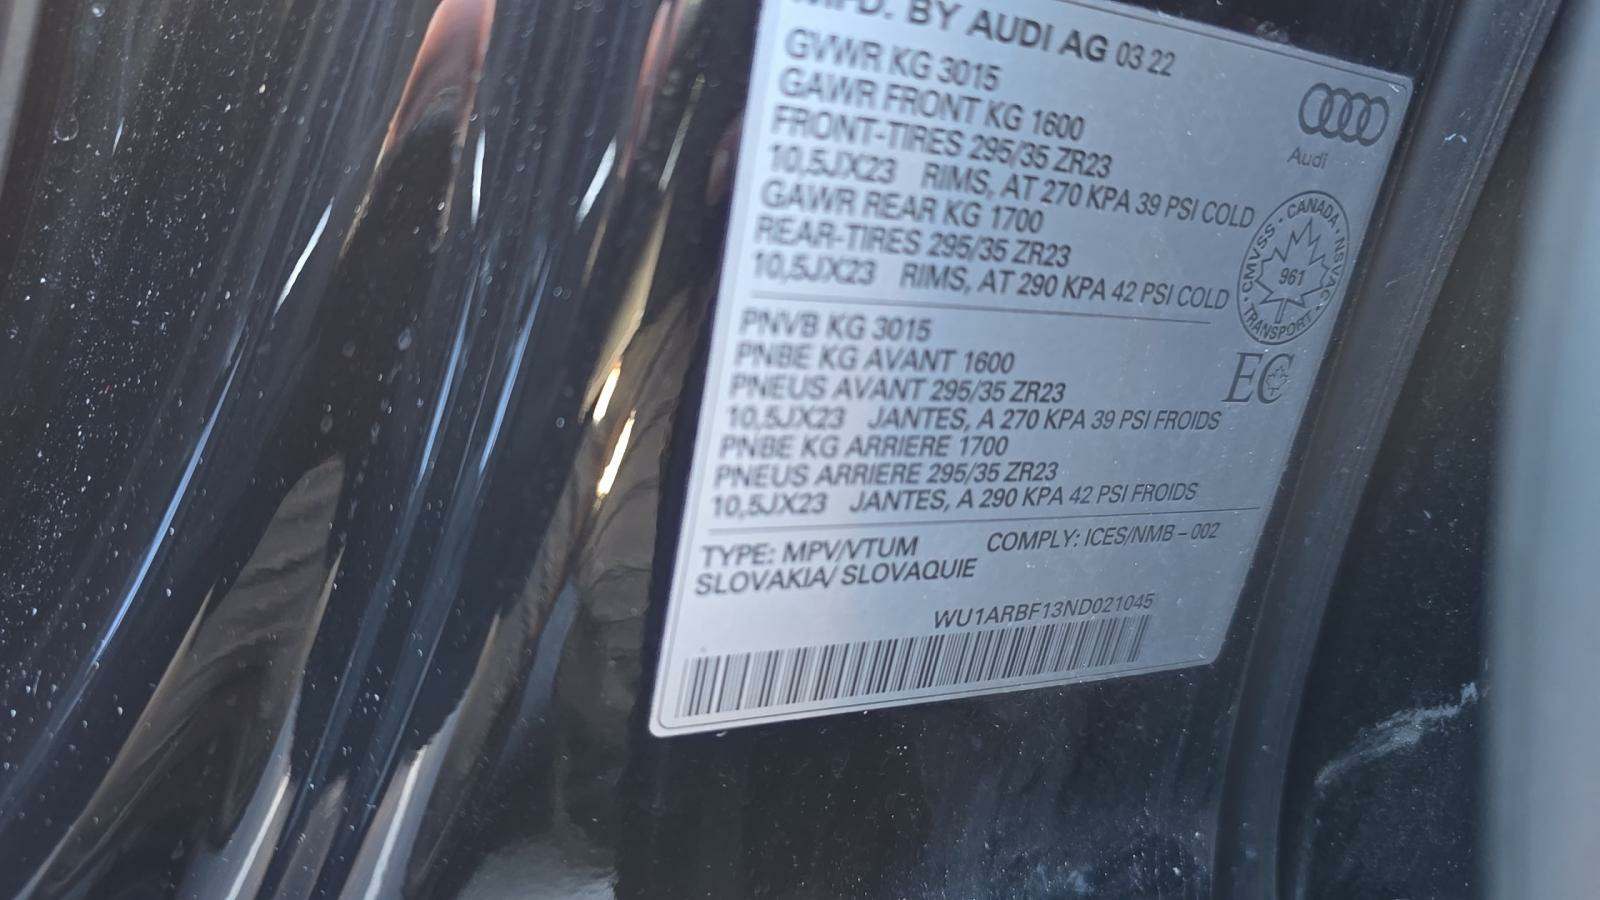 MFD. BY AUDI AG 03 22
GVWR KG 3015
GAWR FRONT KG 1600
FRONT-TIRES 295/35 ZR23
10,5JX23 RIMS, AT 270 KPA 39 PSI COLD
GAWR REAR KG 1700
REAR-TIRES 295/35 ZR23
10,5JX23 RIMS, AT 290 KPA 42 PSI COLD
PNVB KG 3015
PNBE KG AVANT 1600
PNEUS AVANT 295/35 ZR23
10,5JX23 JANTES, A 270 KPA 39 PSI FROIDS
PNBE KG ARRIERE 1700
PNEUS ARRIERE 295/35 ZR23
10,5JX23 JANTES, A 290 KPA 42 PSI FROIDS
TYPE: MPV/VTUM COMPLY: ICES/NMB - 002
SLOVAKIA/ SLOVAQUIE
WU1ARBF13ND021045
Audi
CMVSS · CANADA · NSVAC · TRANSPORT ·
961
EC